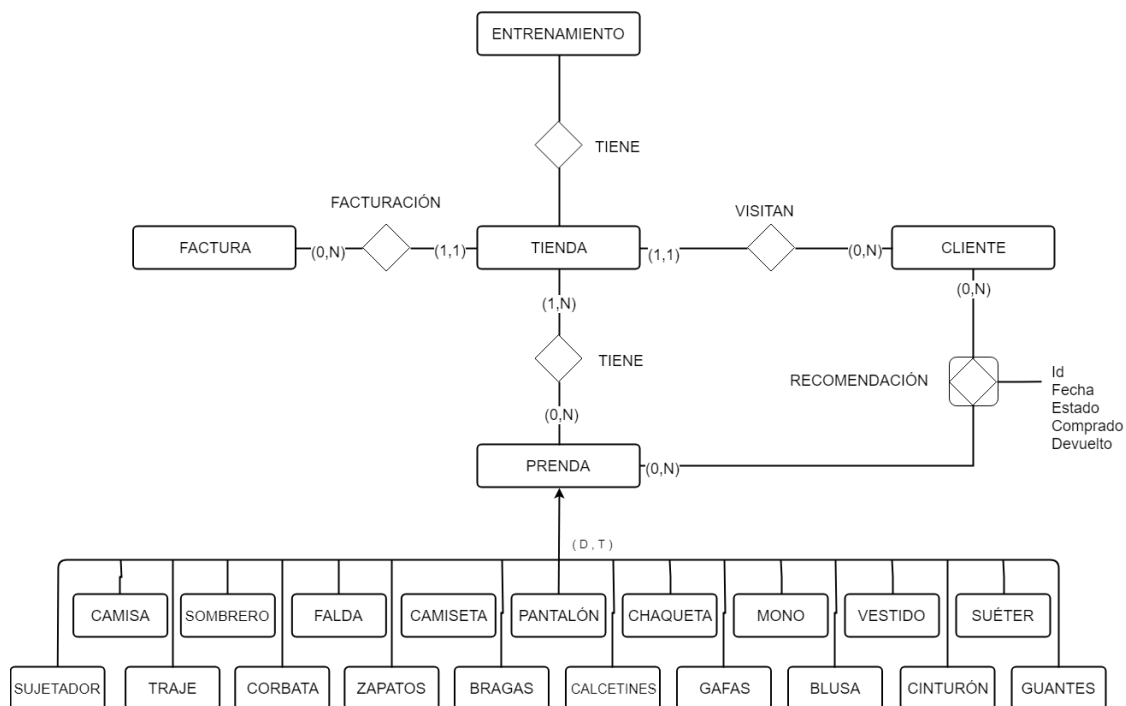 ENTRENAMIENTO
TIENE
FACTURACIÓN
VISITAN
FACTURA
(0,N)
(1,1)
TIENDA
(1,1)
(0,N)
CLIENTE
(1,N)
(0,N)
TIENE
RECOMENDACIÓN
Id
Fecha
Estado
Comprado
Devuelto
(0,N)
PRENDA
(0,N)
(D,T)
CAMISA
SOMBRERO
FALDA
CAMISETA
PANTALÓN
CHAQUETA
MONO
VESTIDO
SUÉTER
SUJETADOR
TRAJE
CORBATA
ZAPATOS
BRAGAS
CALCETINES
GAFAS
BLUSA
CINTURÓN
GUANTES